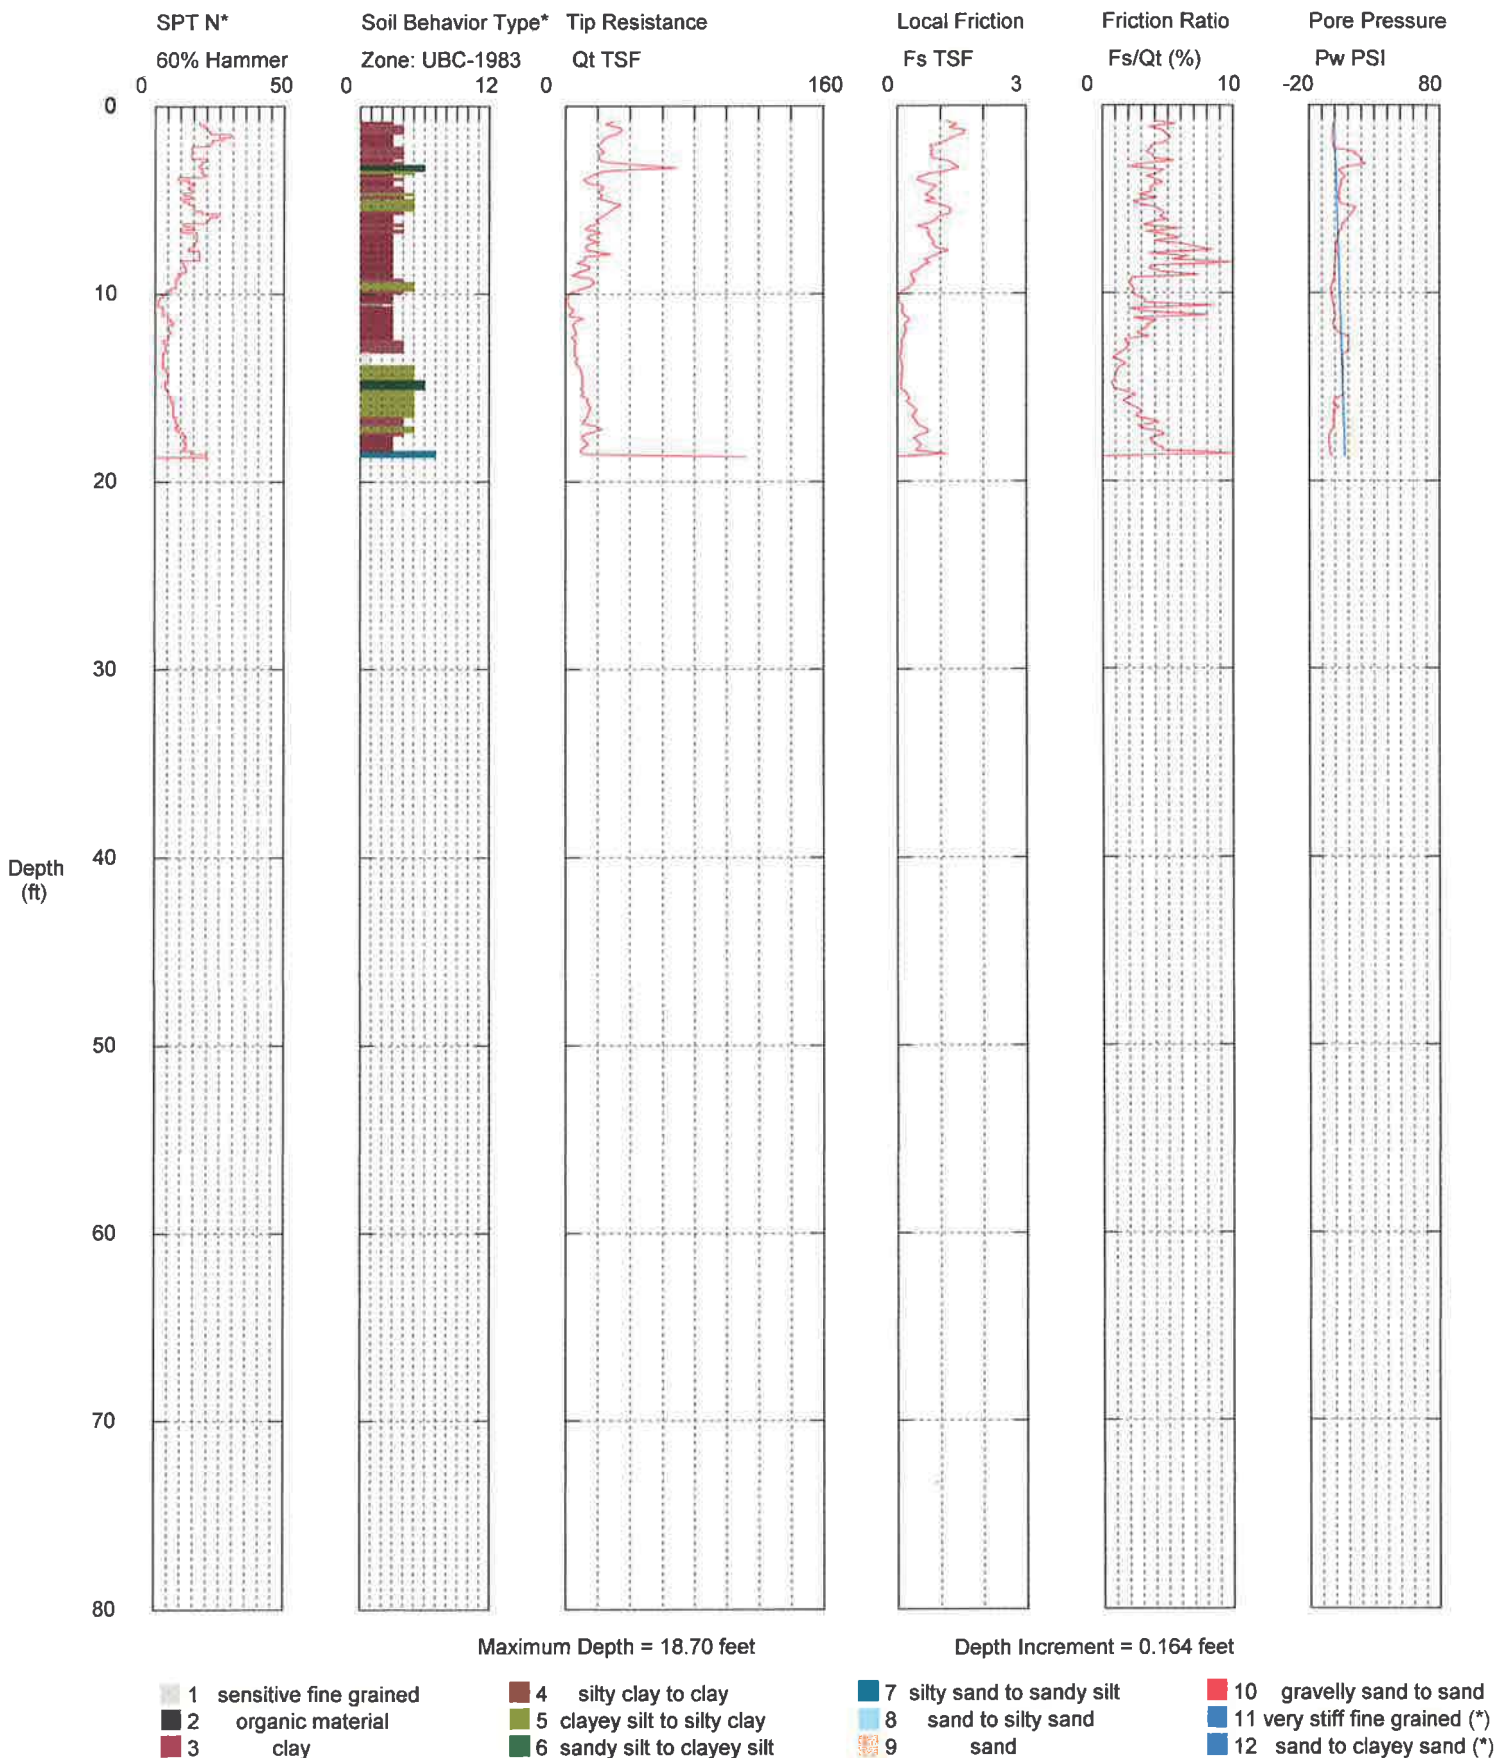 SPT N* Soil Behavior Type* Tip Resistance Local Friction Friction Ratio Pore Pressure
60% Hammer Zone: UBC-1983 Qt TSF Fs TSF Fs/Qt (%) Pw PSI
0 50 0 12 0 160 0 3 0 10 -20 80
0
10
20
30
40
Depth
(ft)
50
60
70
80
Maximum Depth = 18.70 feet Depth Increment = 0.164 feet
1 sensitive fine grained 4 silty clay to clay 7 silty sand to sandy silt 10 gravelly sand to sand
2 organic material 5 clayey silt to silty clay 8 sand to silty sand 11 very stiff fine grained (*)
3 clay 6 sandy silt to clayey silt 9 sand 12 sand to clayey sand (*)